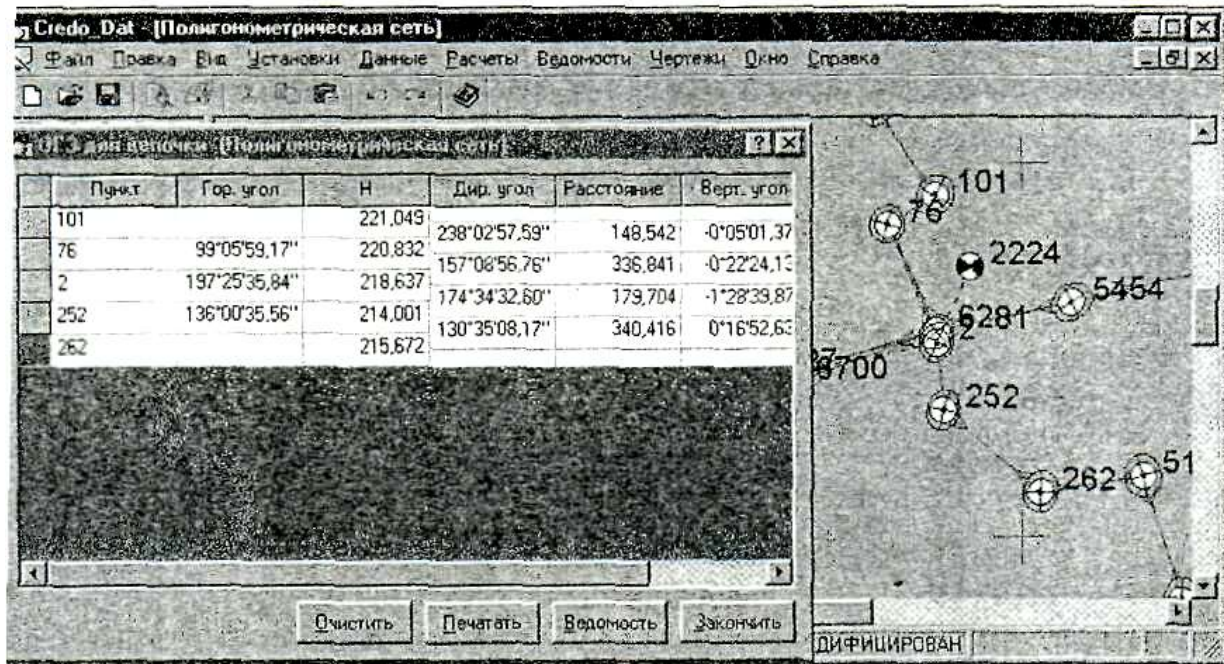 Credo_Dat - [Полигонометрическая сеть]
Файл Правка Вид Установки Данные Расчеты Ведомости Чертежи Окно Справка
ОГЗ для цепочки [Полигонометрическая сеть]
Пункт Гор. угол H Дир. угол Расстояние Верт. угол
101 221,049
238°02'57,59" 148,542 -0°05'01,37
76 99°05'59,17" 220,832
157°08'56,76" 336,841 -0°22'24,13
2 197°25'35,84" 218,637
174°34'32,60" 179,704 -1°28'39,87
252 136°00'35,56" 214,001
130°35'08,17" 340,416 0°16'52,63
262 215,672
Очистить Печатать Ведомость Закончить
101
76
2224
5454
6281
2
8700
252
262
51
ДИФИЦИРОВАН